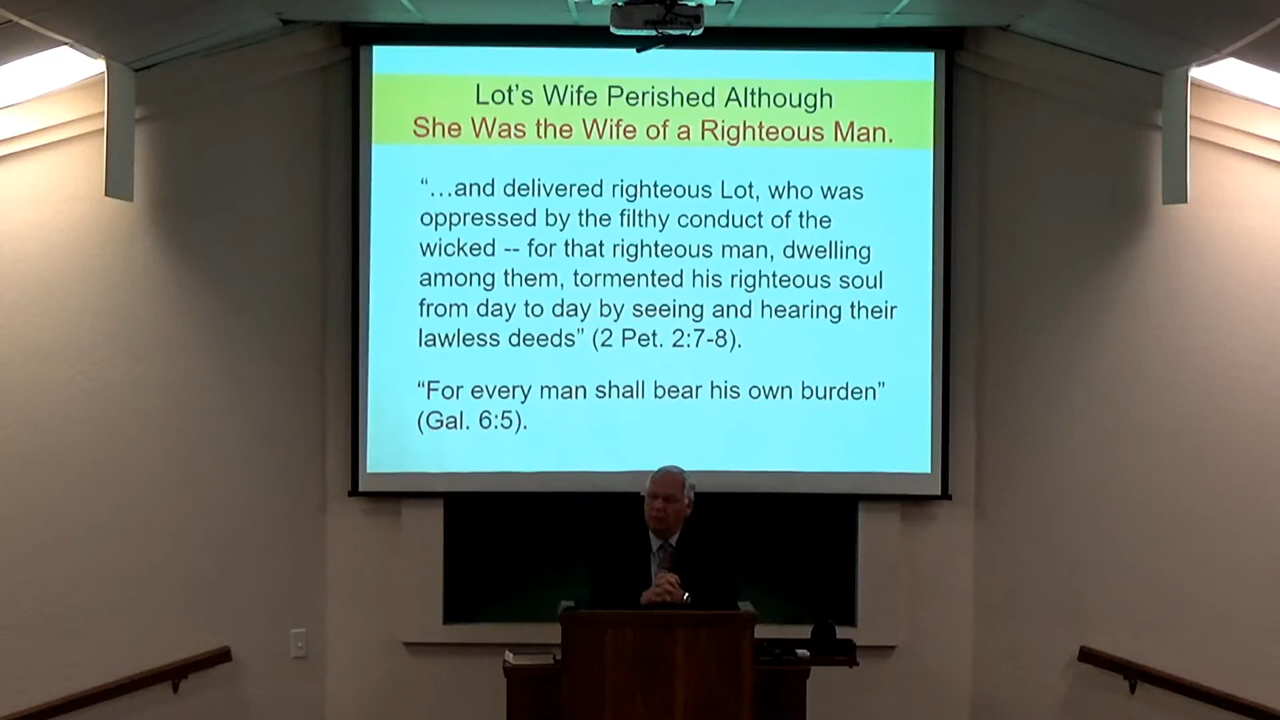 Lot’s Wife Perished Although
She Was the Wife of a Righteous Man.
“…and delivered righteous Lot, who was
oppressed by the filthy conduct of the
wicked -- for that righteous man, dwelling
among them, tormented his righteous soul
from day to day by seeing and hearing their
lawless deeds” (2 Pet. 2:7-8).
“For every man shall bear his own burden”
(Gal. 6:5).